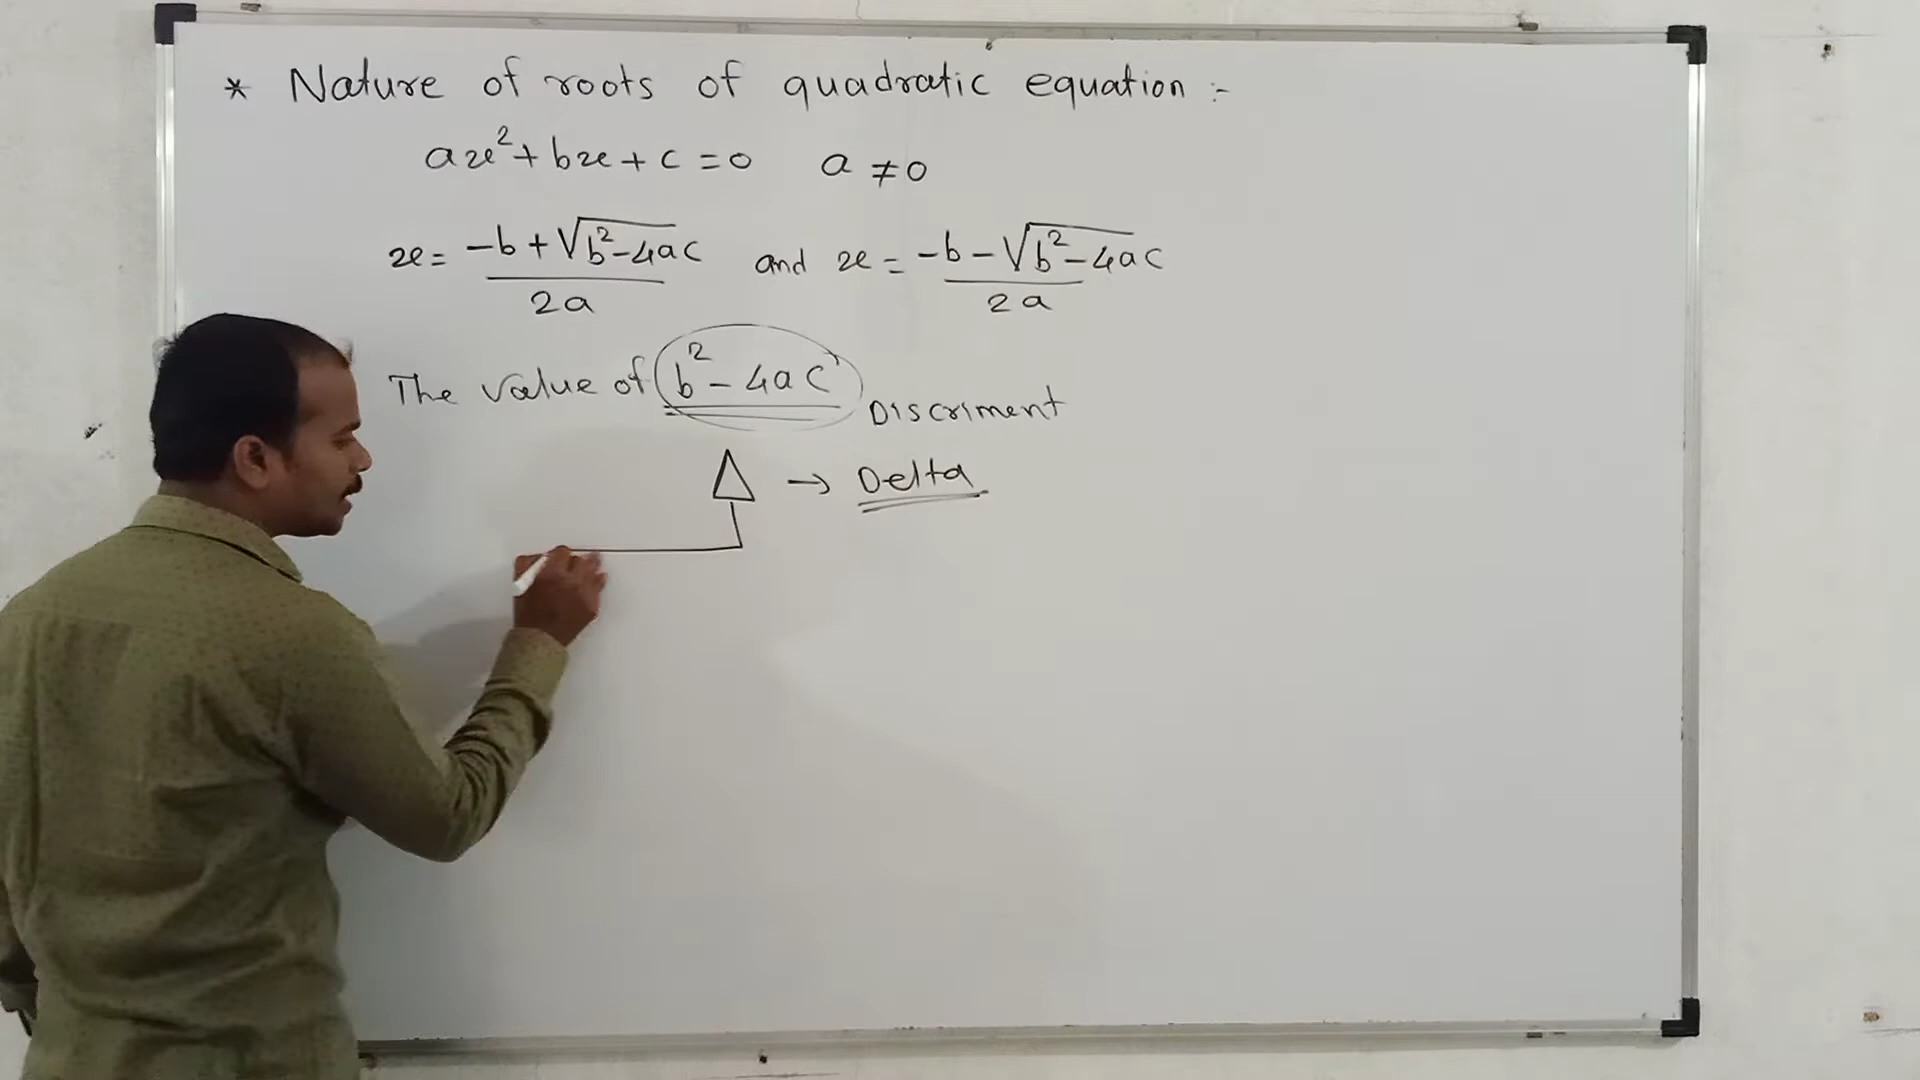 * Nature of roots of quadratic equation :-
ax²+bx+c=0 a≠0
x = -b+√b²-4ac / 2a and x = -b-√b²-4ac / 2a
The value of b²-4ac Discriment
Δ → Delta